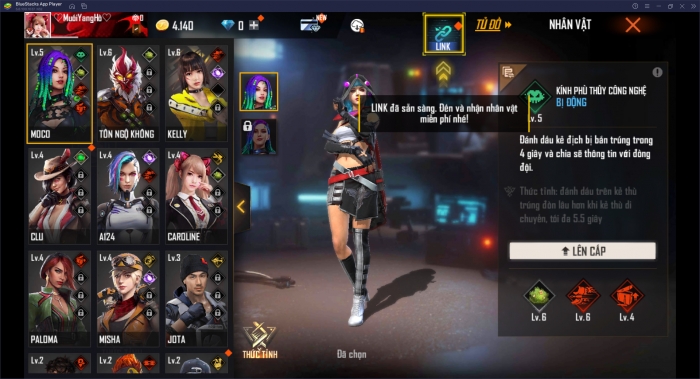 BlueStacks App Player
♥MuBiYangHồ♥
0
4.140
0
NEW
LINK
TỦ ĐỒ
NHÂN VẬT
LINK đã sẵn sàng. Đến và nhận nhân vật
miễn phí nhé!
Lv.5
MOCO
Lv.6
TÔN NGỘ KHÔNG
Lv.6
KELLY
Lv.4
CLU
Lv.4
A124
Lv.4
CAROLINE
Lv.4
PALOMA
Lv.4
MISHA
Lv.3
JOTA
Lv.2
Lv.2
Lv.2
THỨC TỈNH
Đã chọn
KÍNH PHÙ THỦY CÔNG NGHỆ
BỊ ĐỘNG
Lv.5
Đánh dấu kẻ địch bị bắn trúng trong
4 giây và chia sẽ thông tin với đồng
đội.
Thức tỉnh: đánh dấu trên kẻ thù
trúng đòn lâu hơn khi kẻ thù di
chuyển, tối đa 5.5 giây
LÊN CẤP
Lv.6
Lv.6
Lv.4